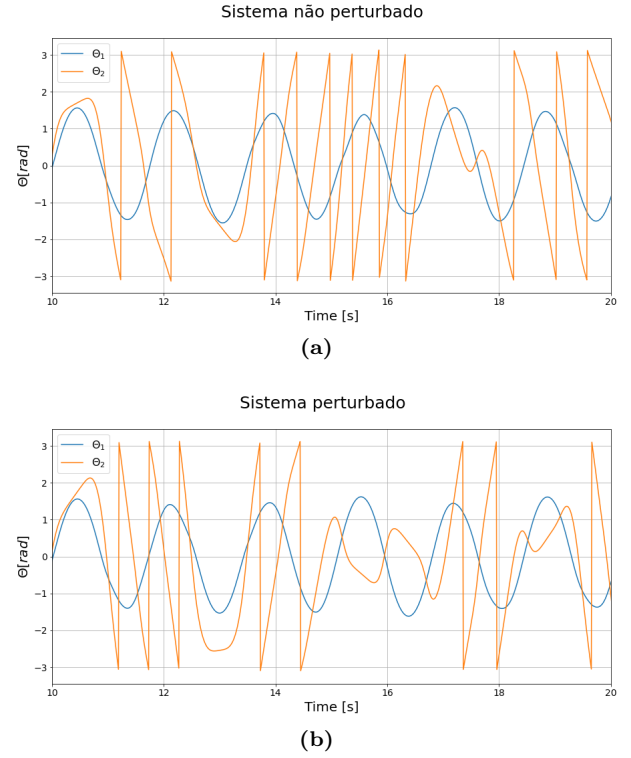 Sistema não perturbado
Θ₁
Θ₂
3
2
1
0
−1
−2
−3
Θ[rad]
10 12 14 16 18 20
Time [s]
(a)
Sistema perturbado
Θ₁
Θ₂
3
2
1
0
−1
−2
−3
Θ[rad]
10 12 14 16 18 20
Time [s]
(b)